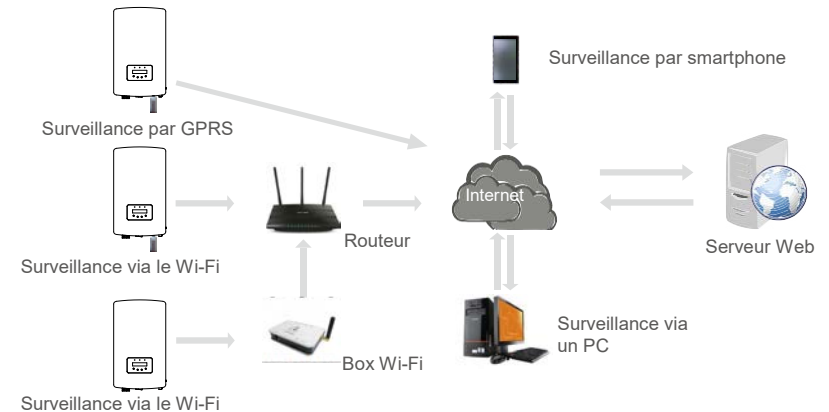 Surveillance par smartphone
Surveillance par GPRS
Internet
Routeur
Serveur Web
Surveillance via le Wi-Fi
Surveillance via
un PC
Box Wi-Fi
Surveillance via le Wi-Fi